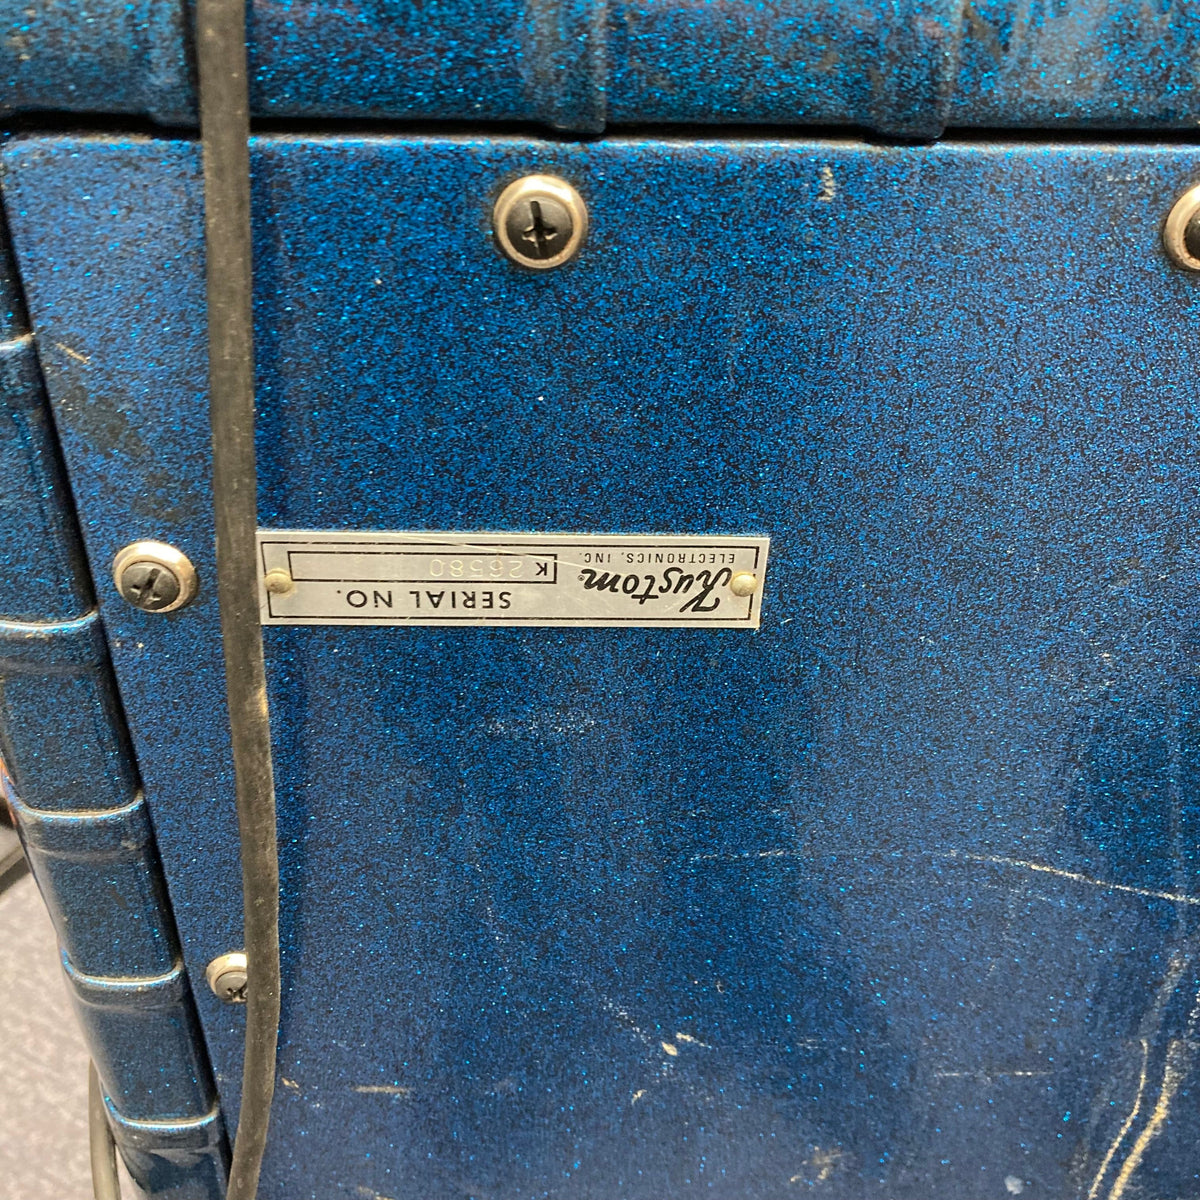 Kustom®
ELECTRONICS, INC.
SERIAL NO.
K 26580